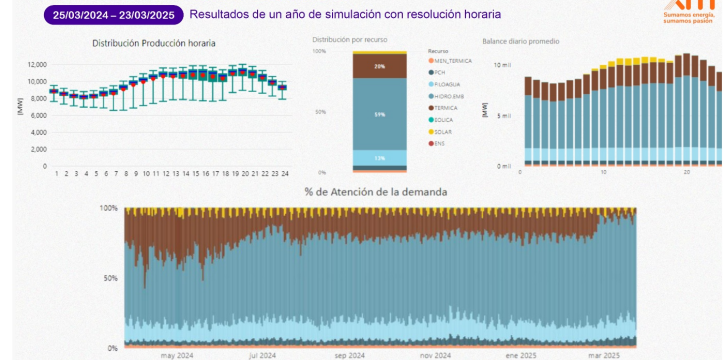 25/03/2024 – 23/03/2025
Resultados de un año de simulación con resolución horaria
Sumamos energía,
sumamos pasión
Distribución Producción horaria
[MW]
12,000
10,000
8,000
6,000
4,000
2,000
0
1 2 3 4 5 6 7 8 9 10 11 12 13 14 15 16 17 18 19 20 21 22 23 24
Distribución por recurso
100%
50%
0%
20%
59%
13%
Recurso
MEN_TERMICA
PCH
FILOAGUA
HIDRO.EMB
TERMICA
EOLICA
SOLAR
ENS
Balance diario promedio
[MW]
10 mil
5 mil
0 mil
0 10 20
% de Atención de la demanda
100%
50%
0%
may 2024 jul 2024 sep 2024 nov 2024 ene 2025 mar 2025